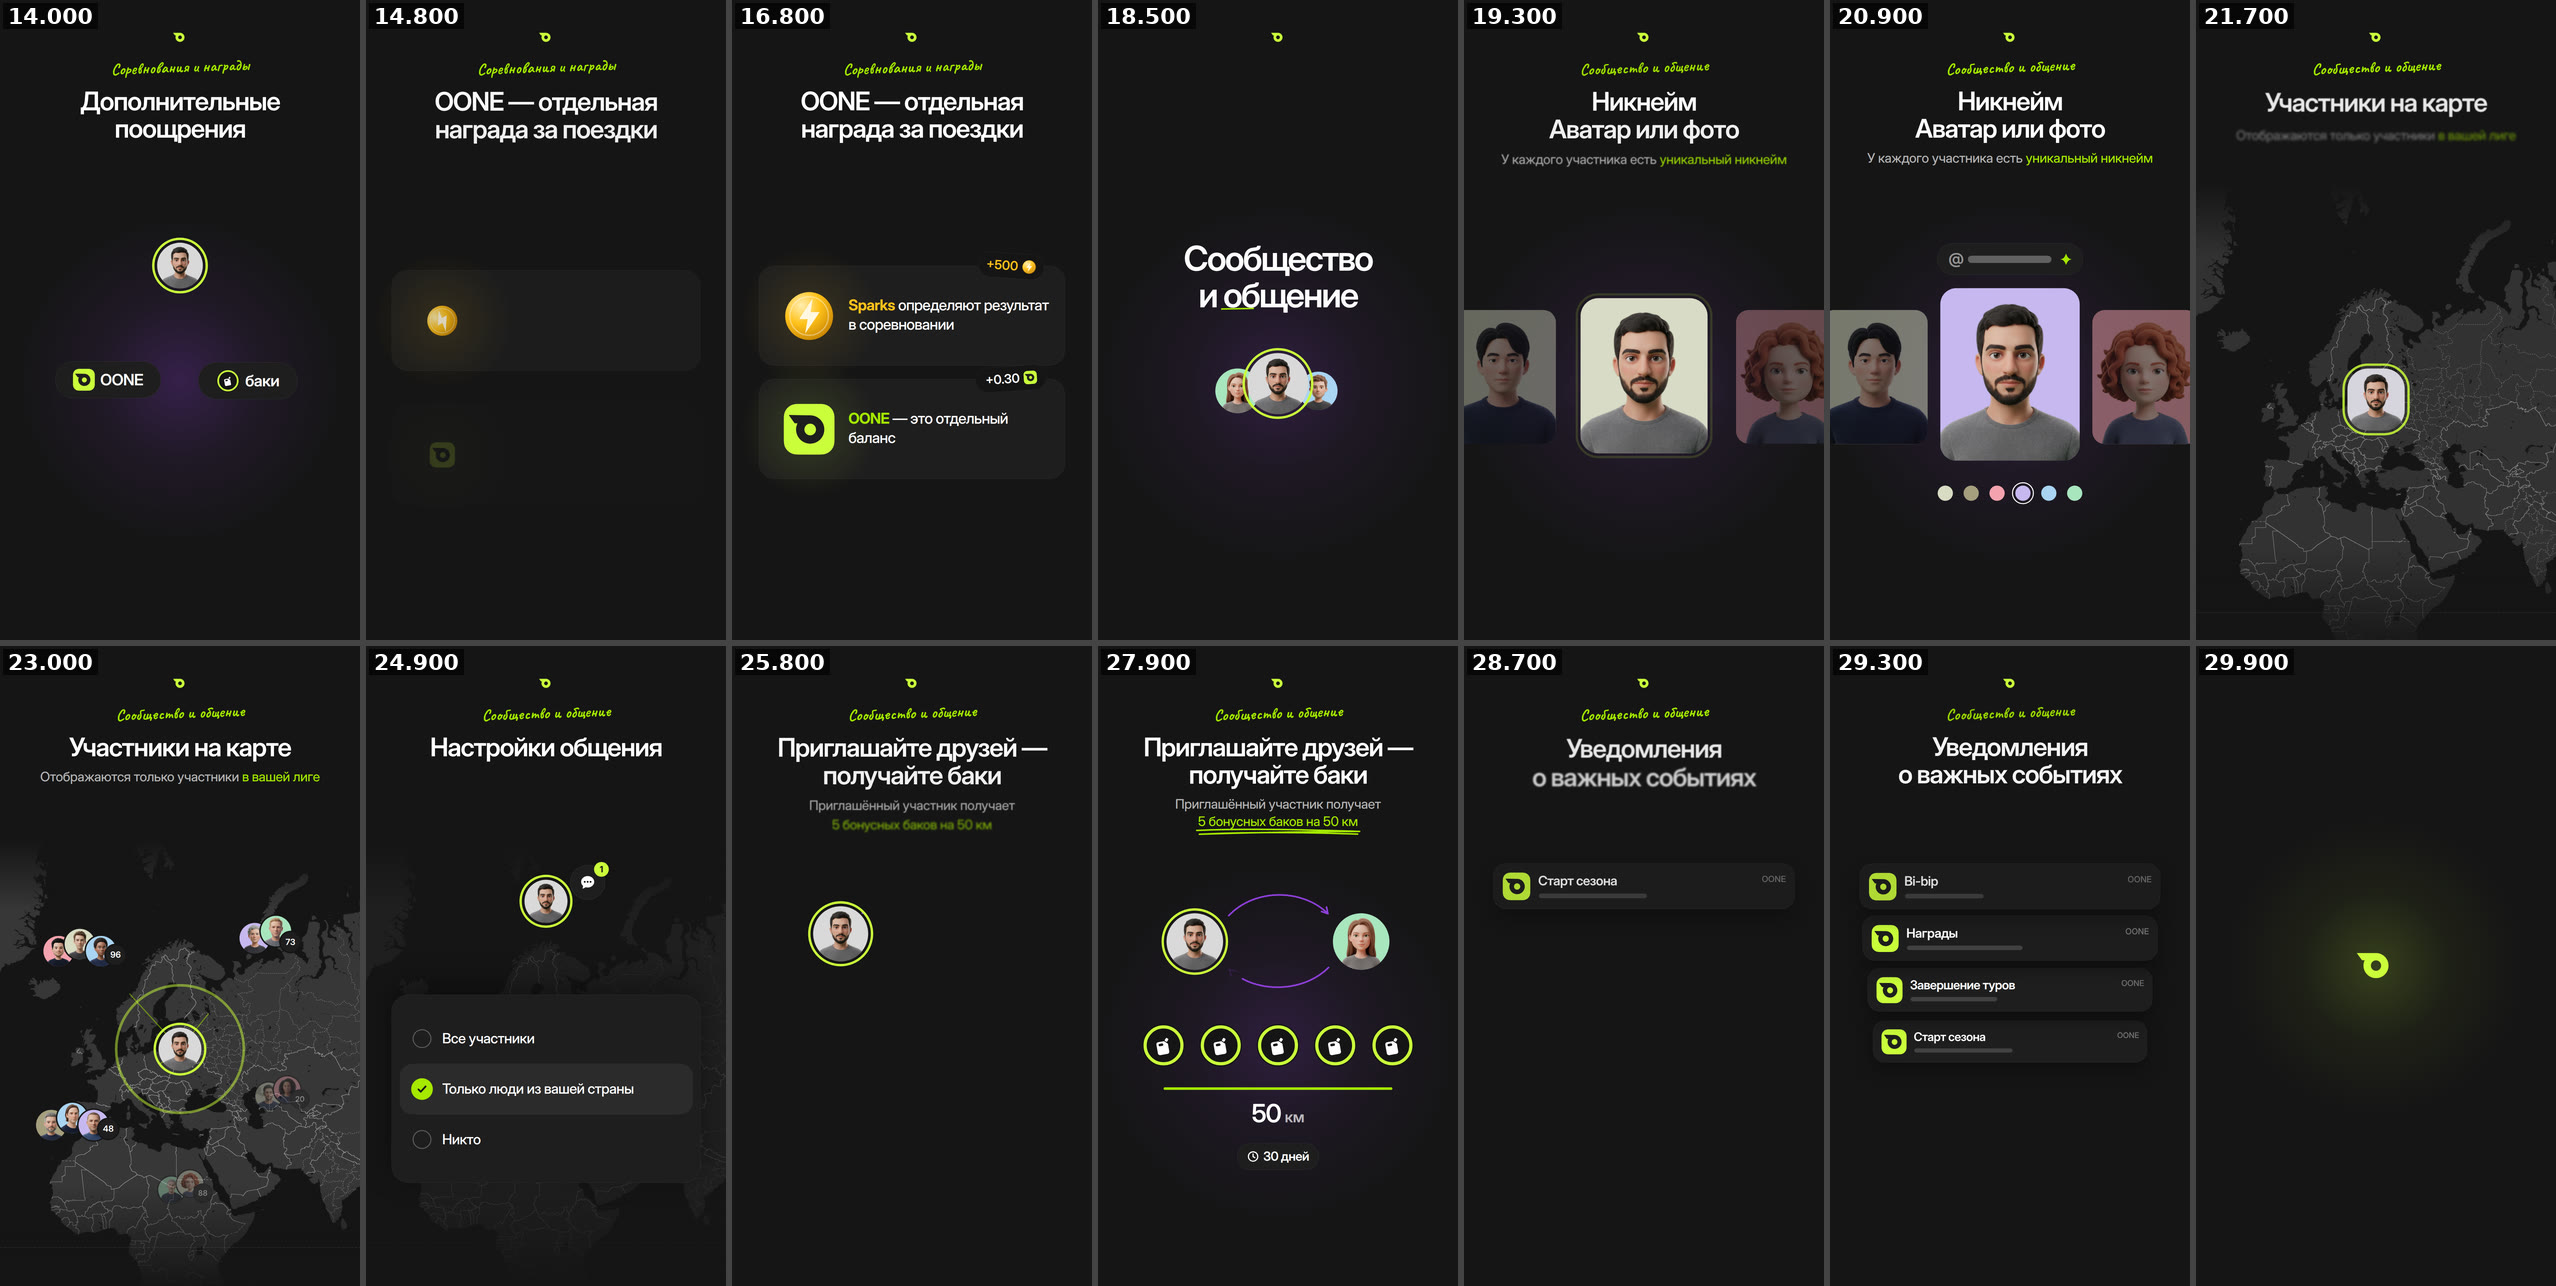 14.000
Соревнования и награды
Дополнительные
поощрения
OONE
баки
14.800
Соревнования и награды
OONE — отдельная
награда за поездки
16.800
Соревнования и награды
OONE — отдельная
награда за поездки
+500
Sparks определяют результат
в соревновании
+0.30
OONE — это отдельный
баланс
18.500
Сообщество
и общение
19.300
Сообщество и общение
Никнейм
Аватар или фото
У каждого участника есть уникальный никнейм
20.900
Сообщество и общение
Никнейм
Аватар или фото
У каждого участника есть уникальный никнейм
@
21.700
Сообщество и общение
Участники на карте
Отображаются только участники в вашей лиге
23.000
Сообщество и общение
Участники на карте
Отображаются только участники в вашей лиге
73
96
20
48
88
24.900
Сообщество и общение
Настройки общения
1
Все участники
Только люди из вашей страны
Никто
25.800
Сообщество и общение
Приглашайте друзей —
получайте баки
Приглашённый участник получает
5 бонусных баков на 50 км
27.900
Сообщество и общение
Приглашайте друзей —
получайте баки
Приглашённый участник получает
5 бонусных баков на 50 км
50 км
30 дней
28.700
Сообщество и общение
Уведомления
о важных событиях
Старт сезона
OONE
29.300
Сообщество и общение
Уведомления
о важных событиях
Bi-bip
OONE
Награды
OONE
Завершение туров
OONE
Старт сезона
OONE
29.900